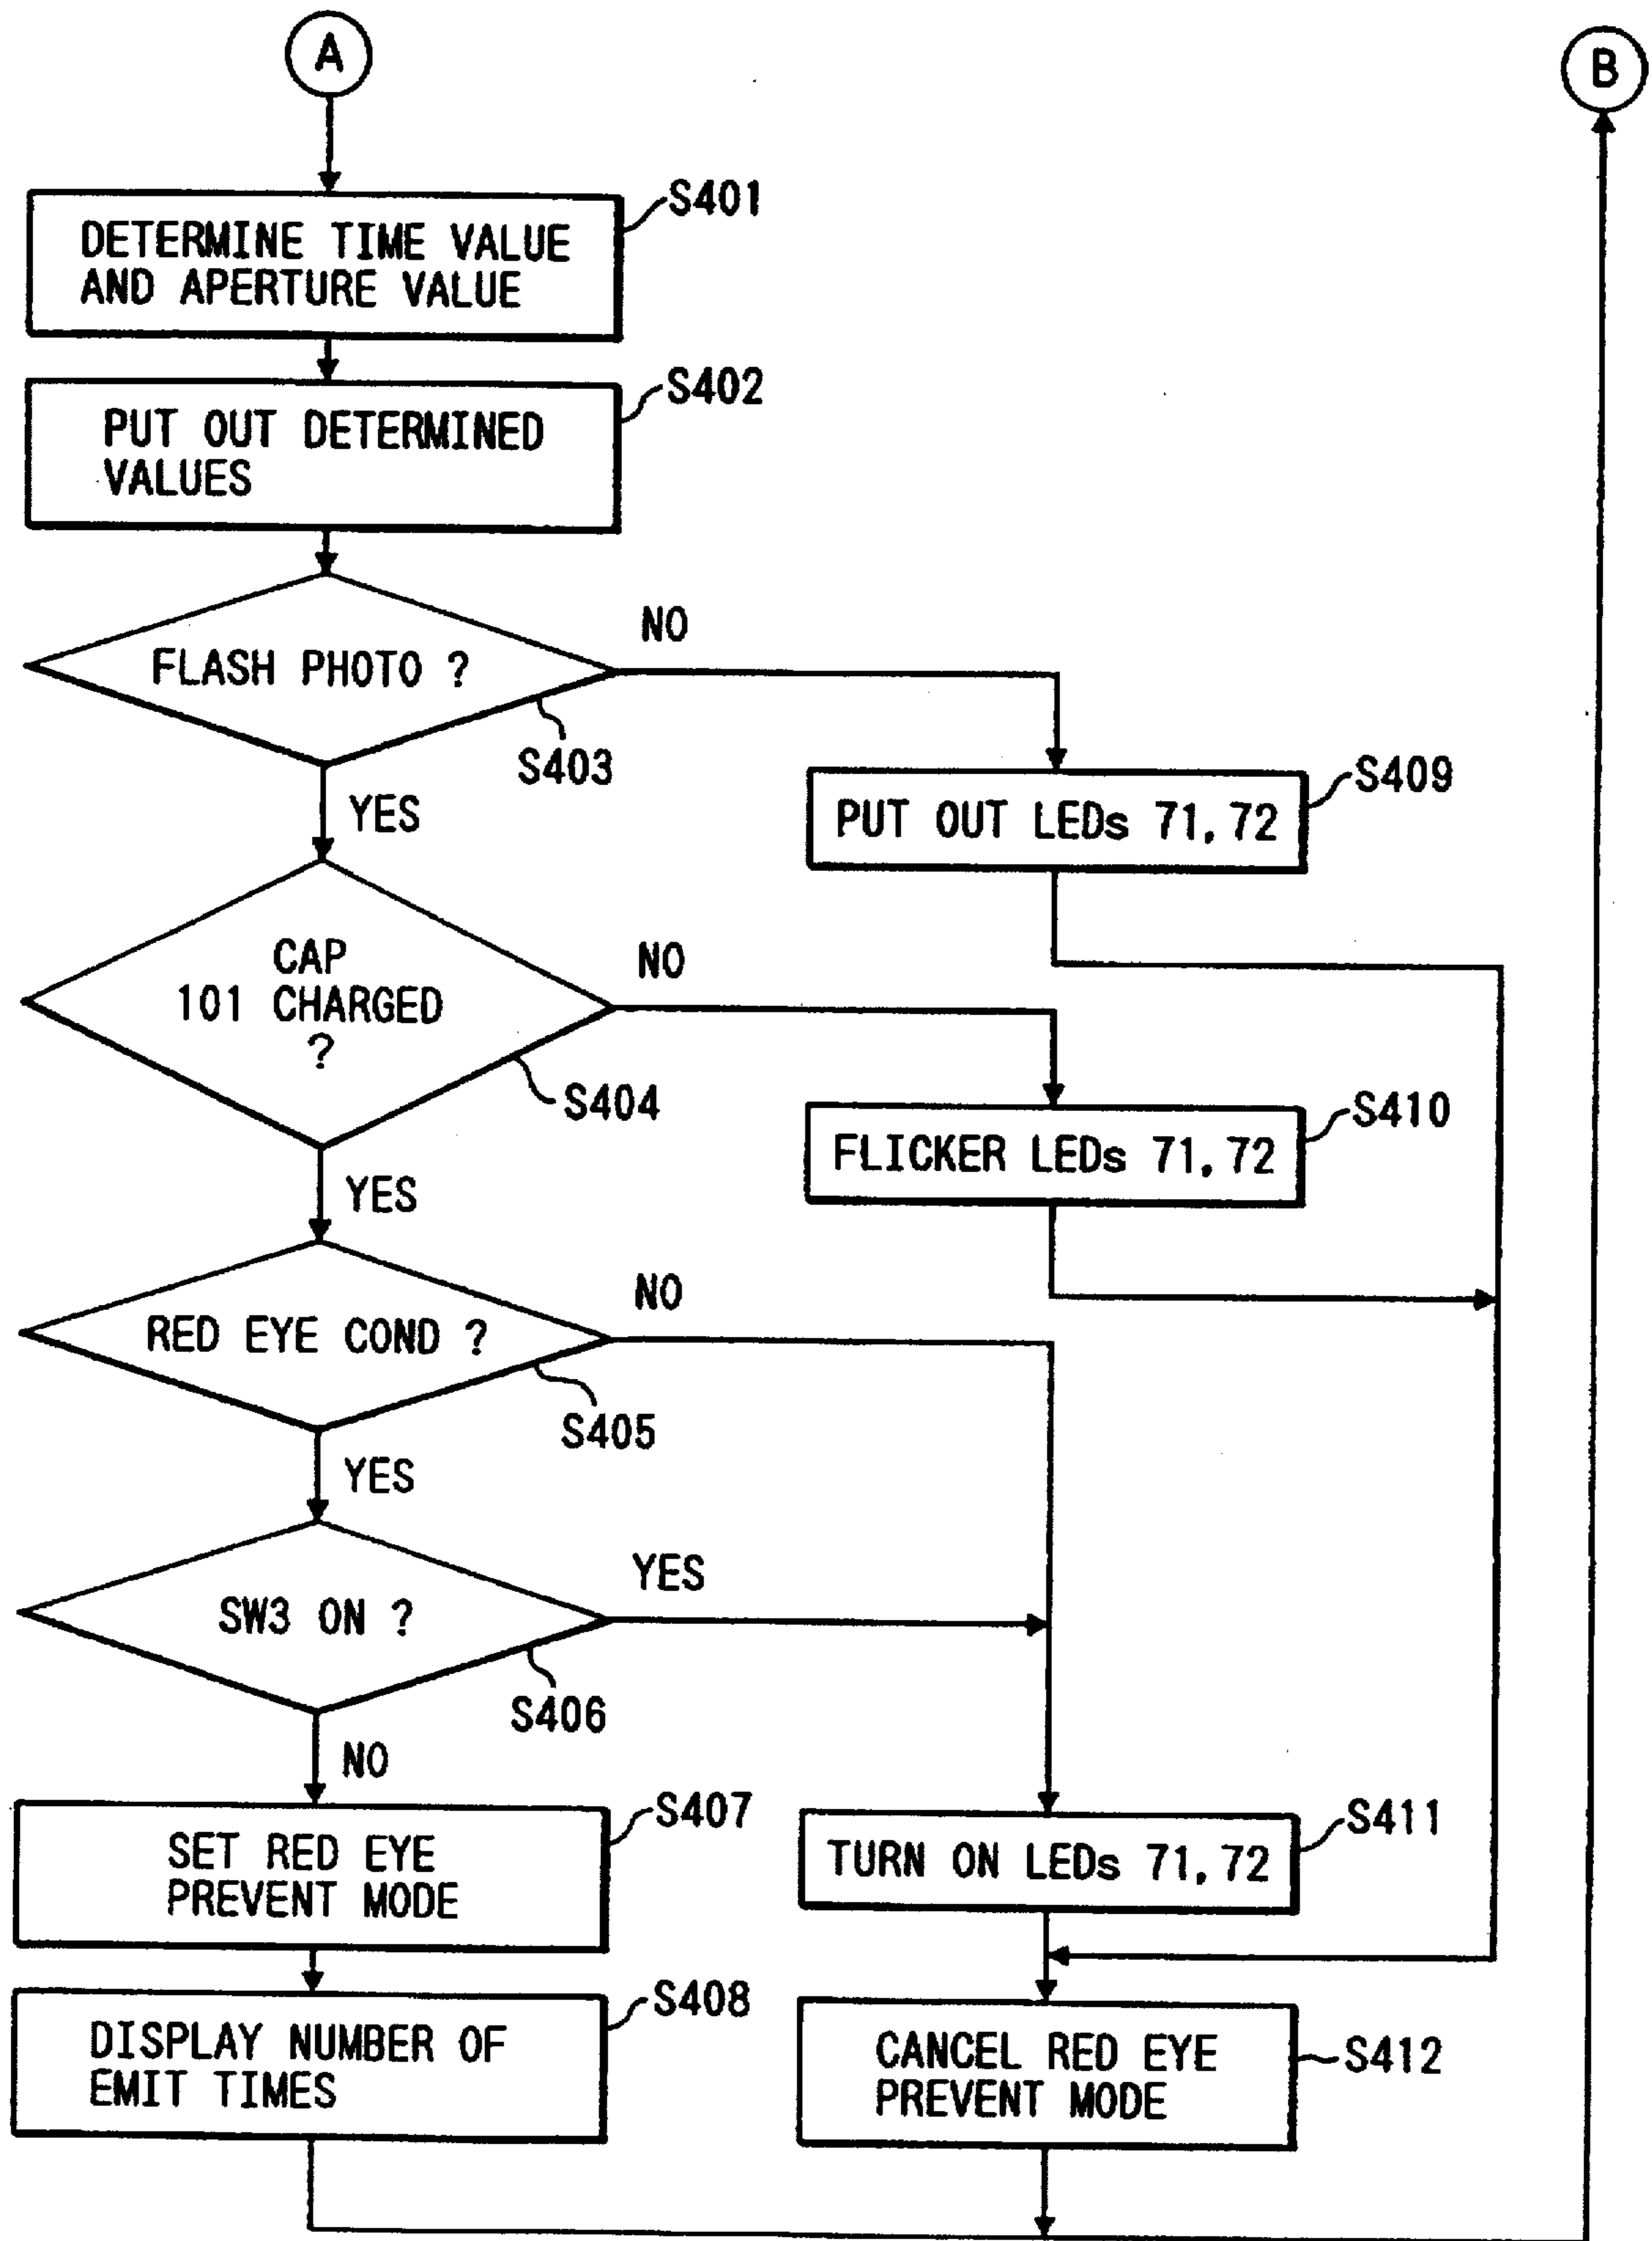 A
B
S401
DETERMINE TIME VALUE
AND APERTURE VALUE
S402
PUT OUT DETERMINED
VALUES
NO
FLASH PHOTO ?
S403
YES
S409
PUT OUT LEDs 71, 72
CAP
101 CHARGED
?
NO
S404
YES
S410
FLICKER LEDs 71, 72
NO
RED EYE COND ?
S405
YES
YES
SW3 ON ?
S406
NO
S407
SET RED EYE
PREVENT MODE
S411
TURN ON LEDs 71, 72
S408
DISPLAY NUMBER OF
EMIT TIMES
S412
CANCEL RED EYE
PREVENT MODE